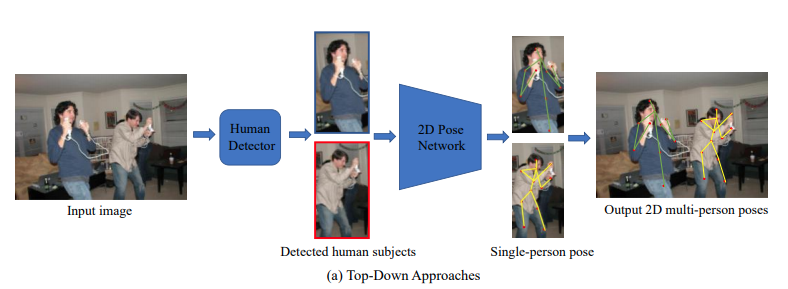 Input image
Human
Detector
Detected human subjects
2D Pose
Network
Single-person pose
Output 2D multi-person poses
(a) Top-Down Approaches